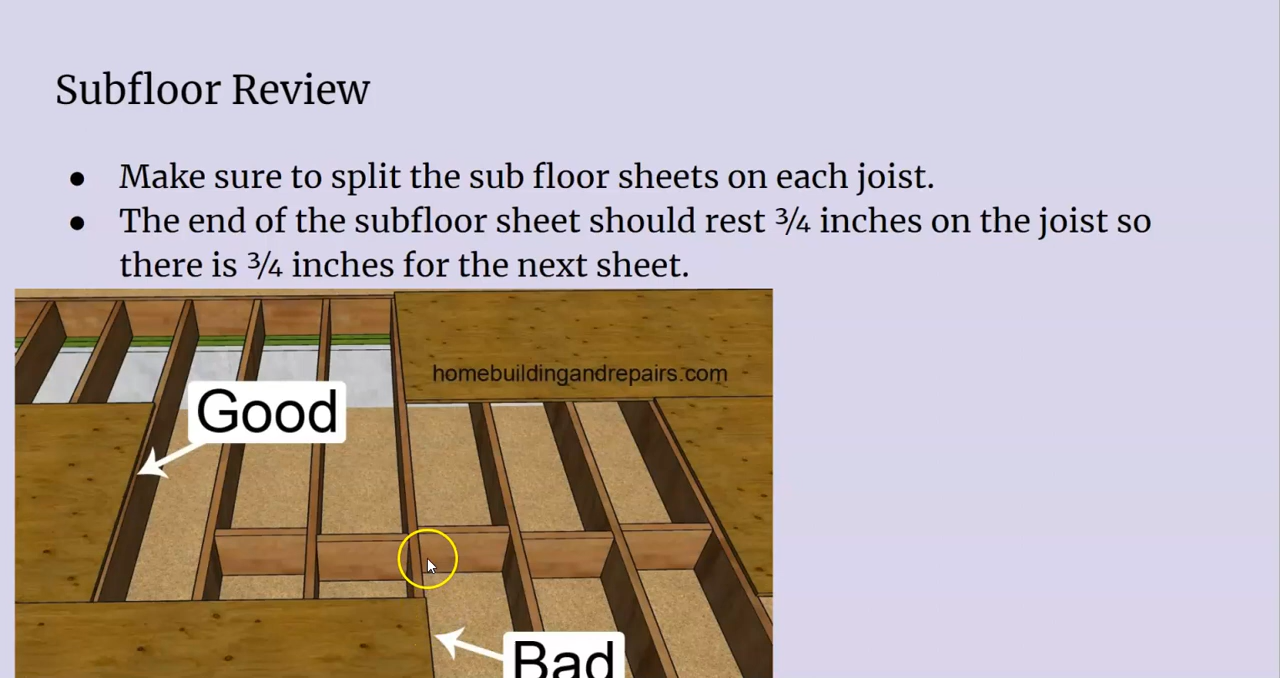 Subfloor Review
● Make sure to split the sub floor sheets on each joist.
● The end of the subfloor sheet should rest ¾ inches on the joist so
there is ¾ inches for the next sheet.
homebuildingandrepairs.com
Good
Bad